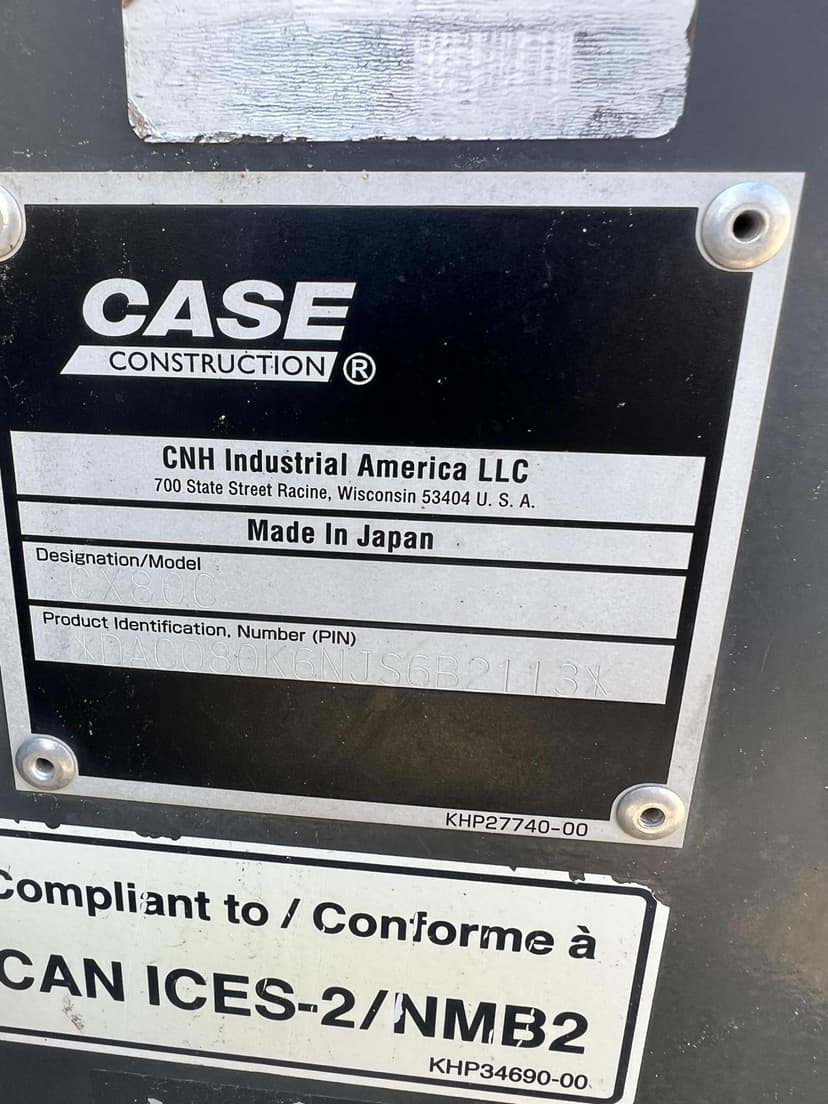 CASE
CONSTRUCTION ®
CNH Industrial America LLC
700 State Street Racine, Wisconsin 53404 U. S. A.
Made In Japan
Designation/Model
CX80C
Product Identification. Number (PIN)
*DAC080K6NJS6B2113*
KHP27740-00
Compliant to / Conforme à
CAN ICES-2/NMB2
KHP34690-00